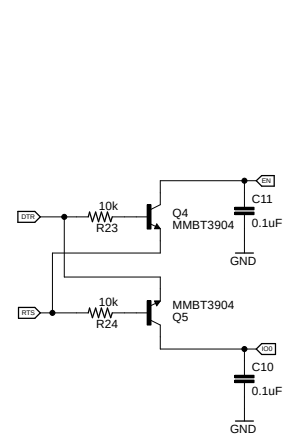 EN
10k
C11
DTR
Q4
MMBT3904
0.1uF
R23
GND
10k
MMBT3904
RTS
Q5
R24
IO0
C10
0.1uF
GND